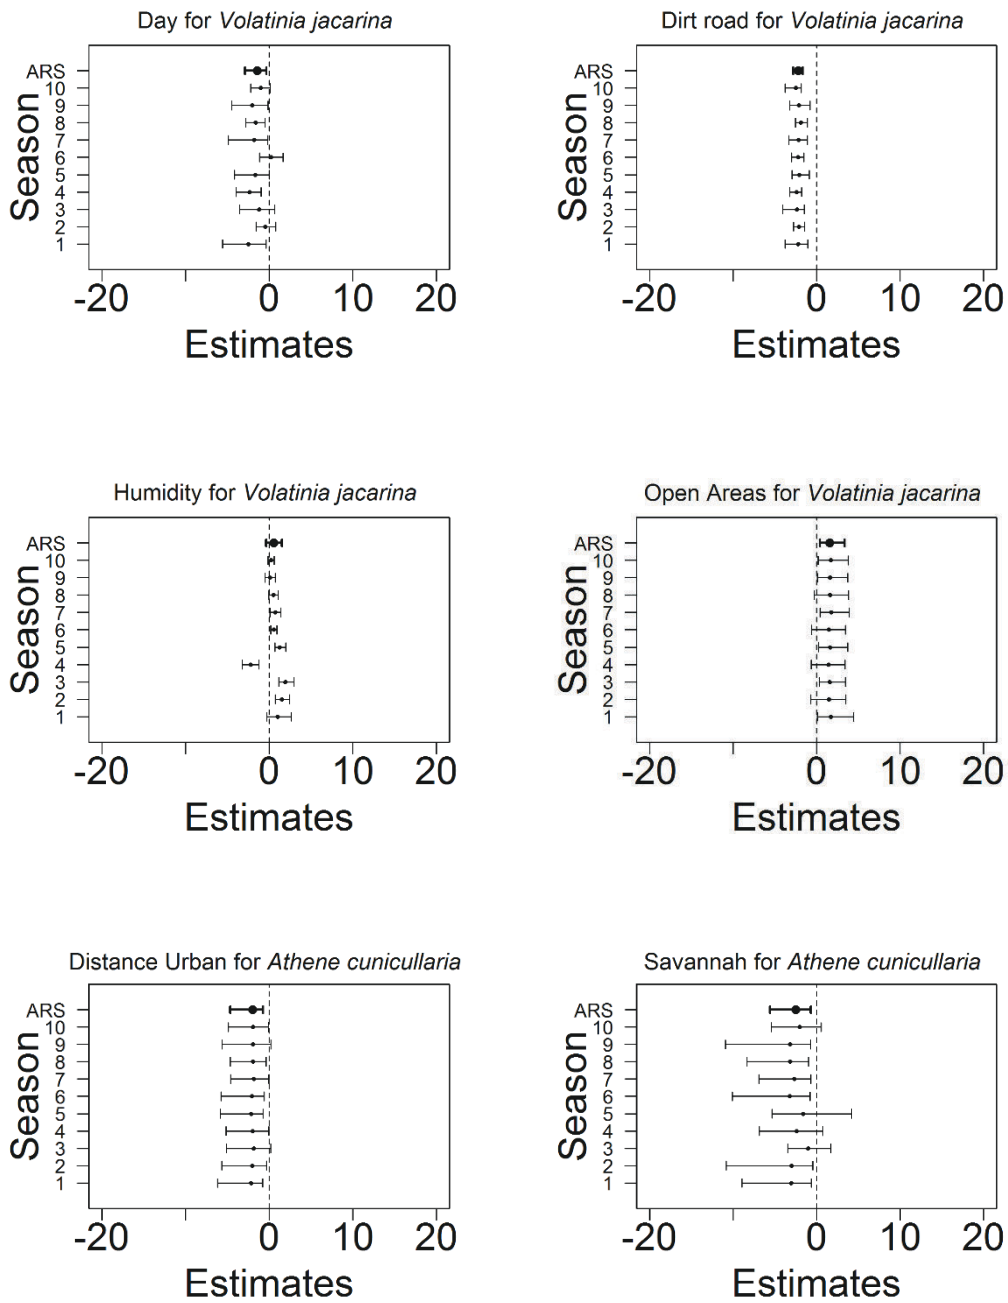 Day for Volatinia jacarina
Season
ARS
10
9
8
7
6
5
4
3
2
1
-20 0 10 20
Estimates
Dirt road for Volatinia jacarina
Season
ARS
10
9
8
7
6
5
4
3
2
1
-20 0 10 20
Estimates
Humidity for Volatinia jacarina
Season
ARS
10
9
8
7
6
5
4
3
2
1
-20 0 10 20
Estimates
Open Areas for Volatinia jacarina
Season
ARS
10
9
8
7
6
5
4
3
2
1
-20 0 10 20
Estimates
Distance Urban for Athene cunicullaria
Season
ARS
10
9
8
7
6
5
4
3
2
1
-20 0 10 20
Estimates
Savannah for Athene cunicullaria
Season
ARS
10
9
8
7
6
5
4
3
2
1
-20 0 10 20
Estimates